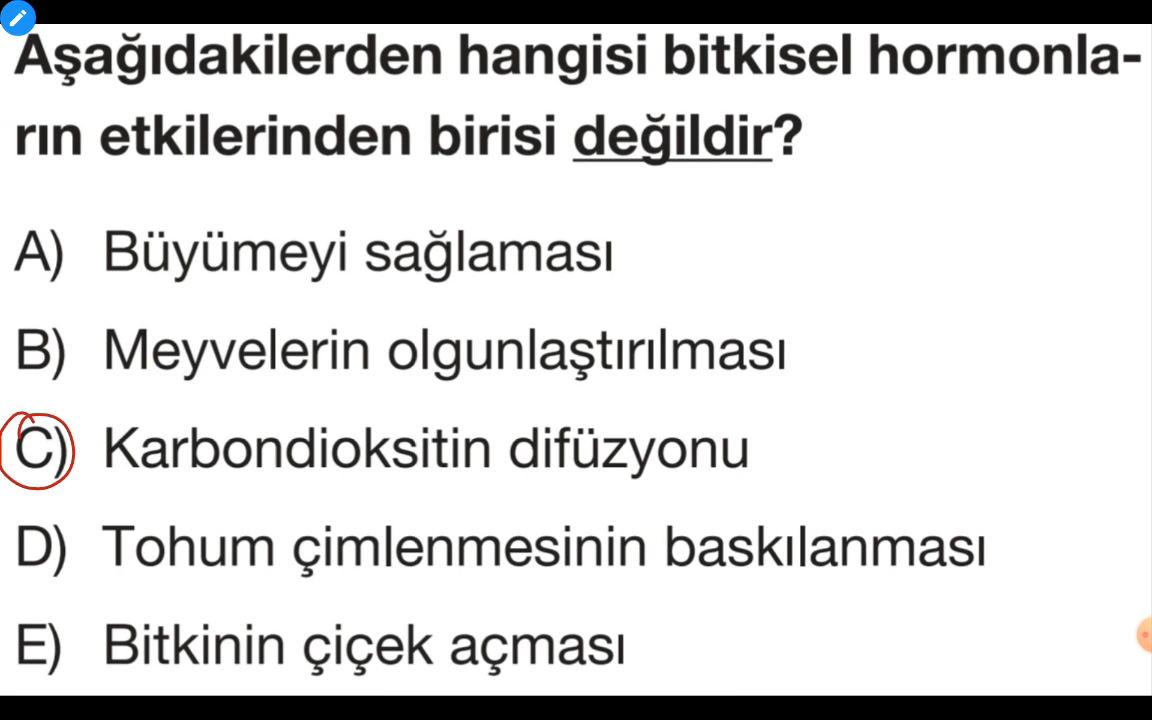 Aşağıdakilerden hangisi bitkisel hormonla-
rın etkilerinden birisi değildir?
A) Büyümeyi sağlaması
B) Meyvelerin olgunlaştırılması
C) Karbondioksitin difüzyonu
D) Tohum çimlenmesinin baskılanması
E) Bitkinin çiçek açması